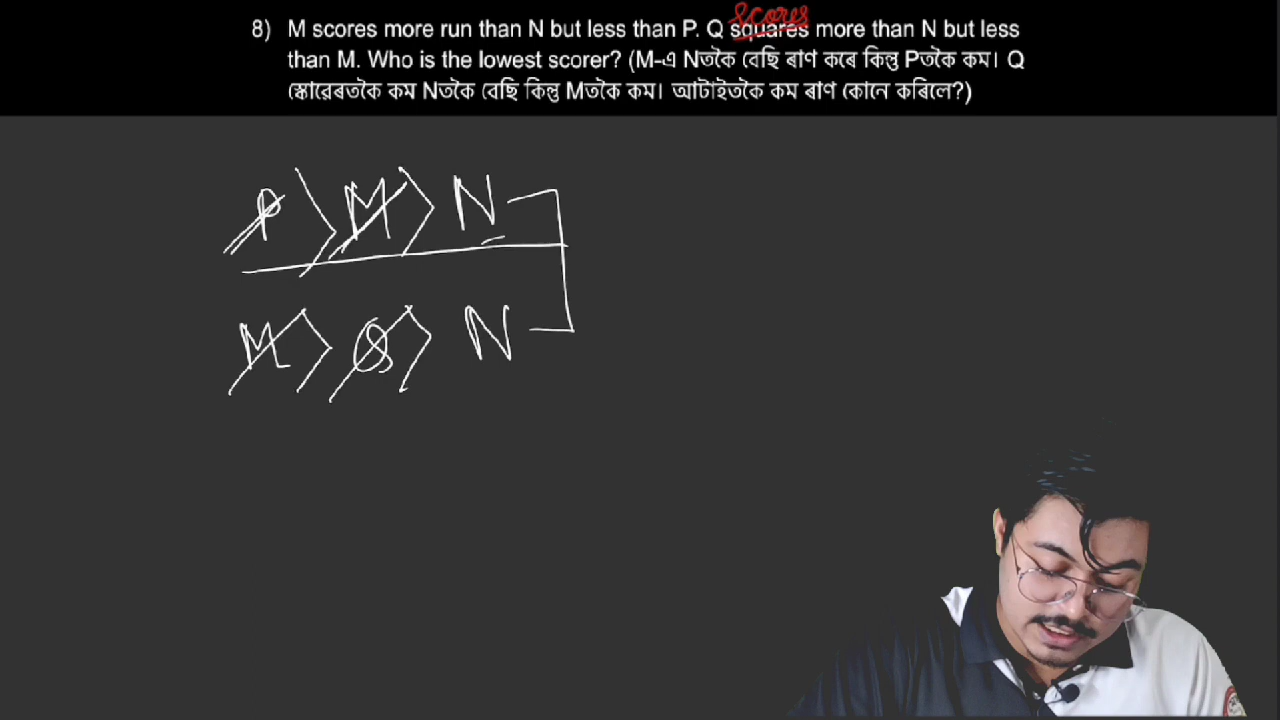 scores
8) M scores more run than N but less than P. Q squares more than N but less
than M. Who is the lowest scorer? (M-এ Nতকৈ বেছি ৰাণ কৰে কিন্তু Pতকৈ কম। Q
স্কোৰেৰতকৈ কম Nতকৈ বেছি কিন্তু Mতকৈ কম। আটাইতকৈ কম ৰাণ কোনে কৰিলে?)
P > M > N
M > Q > N